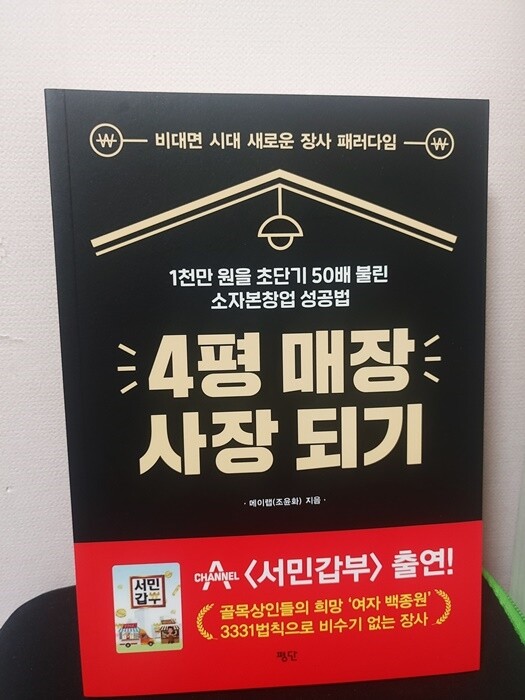 비대면 시대 새로운 장사 패러다임
1천만 원을 초단기 50배 불린
소자본창업 성공법
4평 매장
사장 되기
· 메이랩(조윤화) 지음 ·
CHANNEL A 〈서민갑부〉 출연!
서민
갑부
골목상인들의 희망 '여자 백종원'
3331법칙으로 비수기 없는 장사
평단